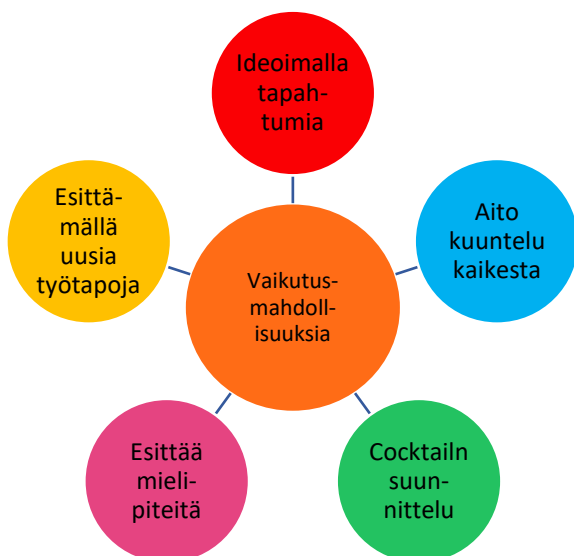 Ideoimalla
tapah-
tumia
Esittä-
mällä
uusia
työtapoja
Aito
kuuntelu
kaikesta
Vaikutus-
mahdoll-
isuuksia
Esittää
mieli-
piteitä
Cocktailn
suun-
nittelu